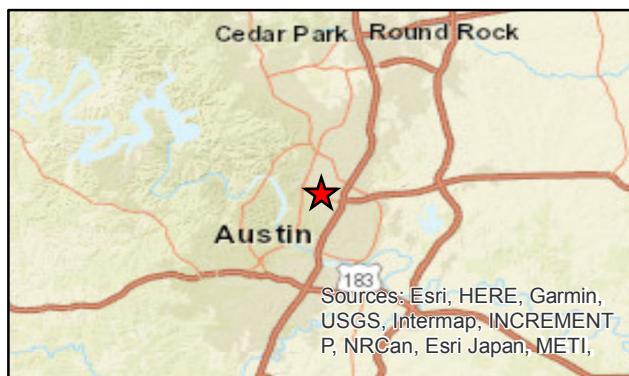 Cedar Park Round Rock
Austin
183
Sources: Esri, HERE, Garmin,
USGS, Intermap, INCREMENT
P, NRCan, Esri Japan, METI,